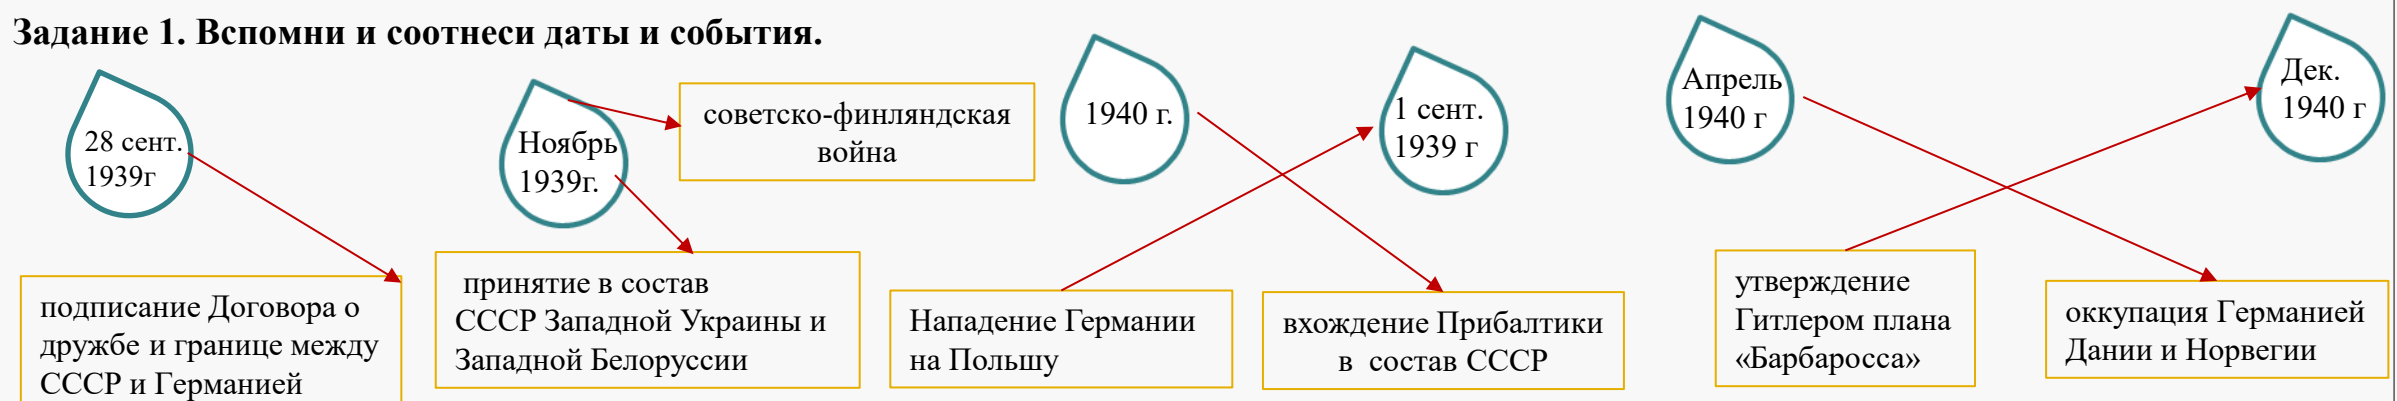 Задание 1. Вспомни и соотнеси даты и события.
28 сент.
1939г
Ноябрь
1939г.
советско-финляндская
война
1940 г.
1 сент.
1939 г
Апрель
1940 г
Дек.
1940 г
подписание Договора о
дружбе и границе между
СССР и Германией
принятие в состав
СССР Западной Украины и
Западной Белоруссии
Нападение Германии
на Польшу
вхождение Прибалтики
в состав СССР
утверждение
Гитлером плана
«Барбаросса»
оккупация Германией
Дании и Норвегии